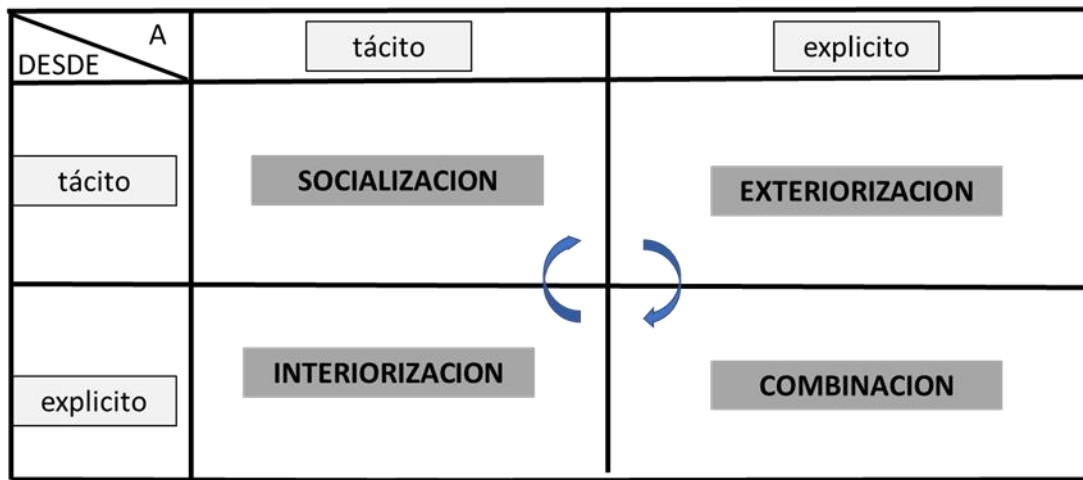 A
DESDE
tácito
explicito
tácito
SOCIALIZACION
EXTERIORIZACION
explicito
INTERIORIZACION
COMBINACION